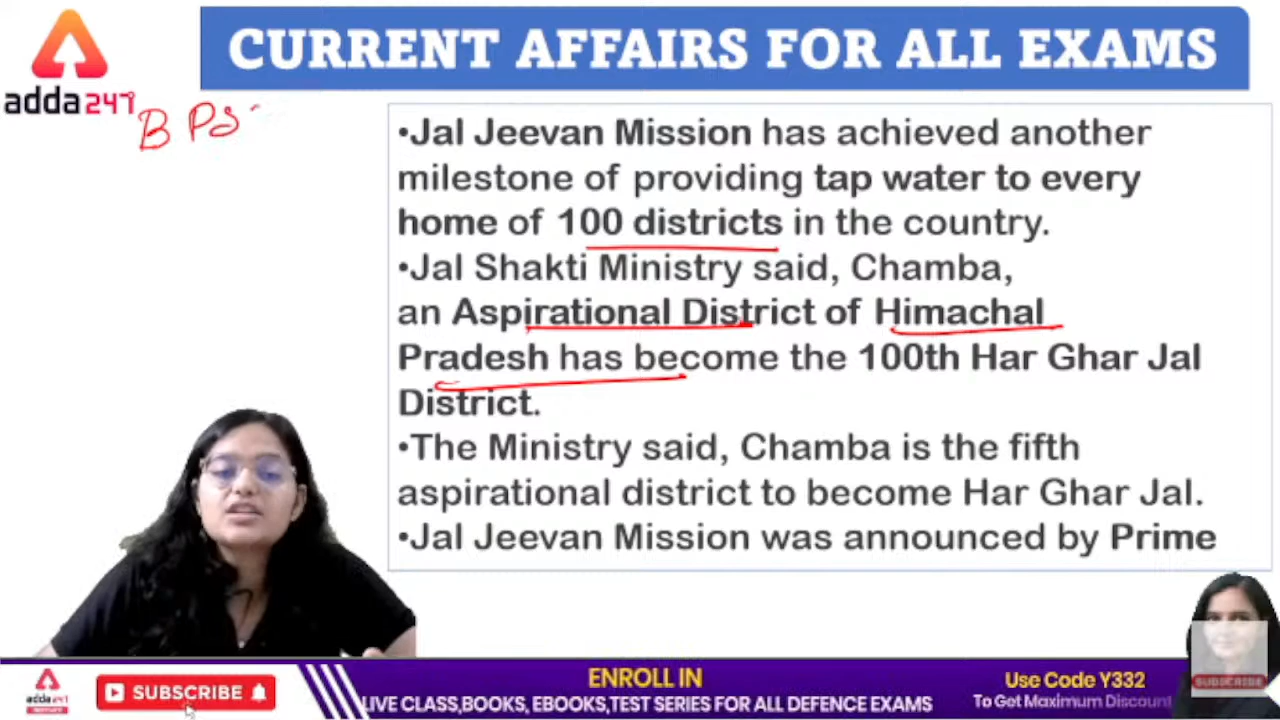 CURRENT AFFAIRS FOR ALL EXAMS
adda247
B PS
•Jal Jeevan Mission has achieved another
milestone of providing tap water to every
home of 100 districts in the country.
•Jal Shakti Ministry said, Chamba,
an Aspirational District of Himachal
Pradesh has become the 100th Har Ghar Jal
District.
•The Ministry said, Chamba is the fifth
aspirational district to become Har Ghar Jal.
•Jal Jeevan Mission was announced by Prime
adda247
SUBSCRIBE
ENROLL IN
LIVE CLASS,BOOKS, EBOOKS,TEST SERIES FOR ALL DEFENCE EXAMS
Use Code Y332
To Get Maximum Discount
SUBSCRIBE